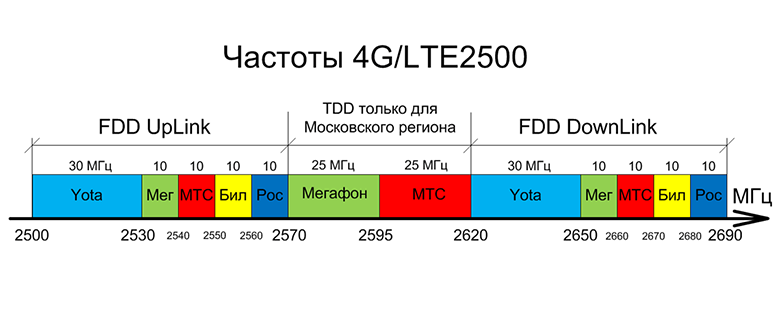 Частоты 4G/LTE2500
TDD только для
FDD UpLink Московского региона FDD DownLink
30 МГц 10 10 10 10 25 МГц 25 МГц 30 МГц 10 10 10 10
Yota Мег МТС Бил Рос Мегафон МТС Yota Мег МТС Бил Рос МГц
2500 2530 2540 2550 2560 2570 2595 2620 2650 2660 2670 2680 2690